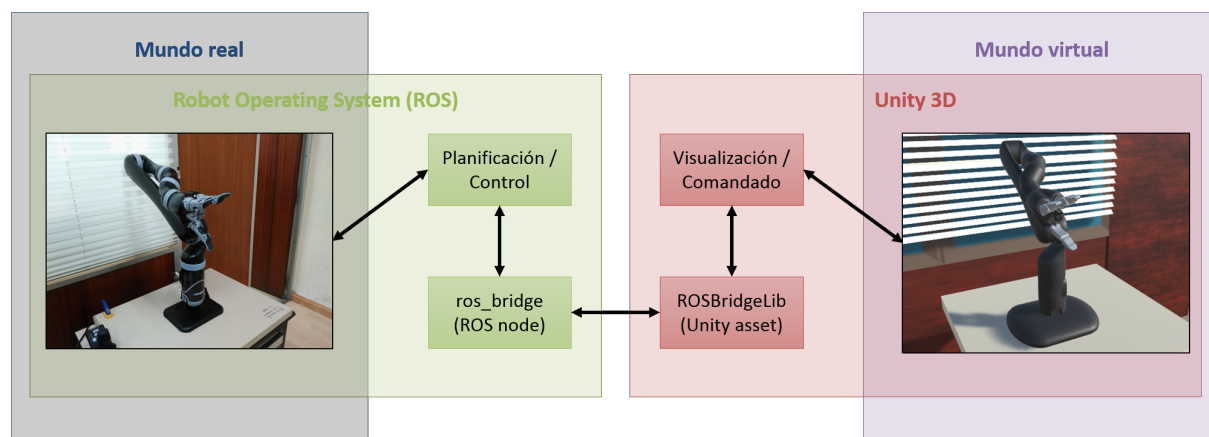 Mundo real
Mundo virtual
Robot Operating System (ROS)
Unity 3D
Planificación /
Control
Visualización /
Comandado
ros_bridge
(ROS node)
ROSBridgeLib
(Unity asset)